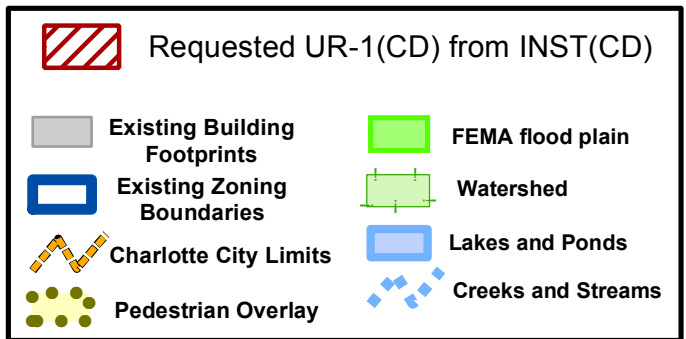 Requested UR-1(CD) from INST(CD)
Existing Building
Footprints
Existing Zoning
Boundaries
Charlotte City Limits
Pedestrian Overlay
FEMA flood plain
Watershed
Lakes and Ponds
Creeks and Streams